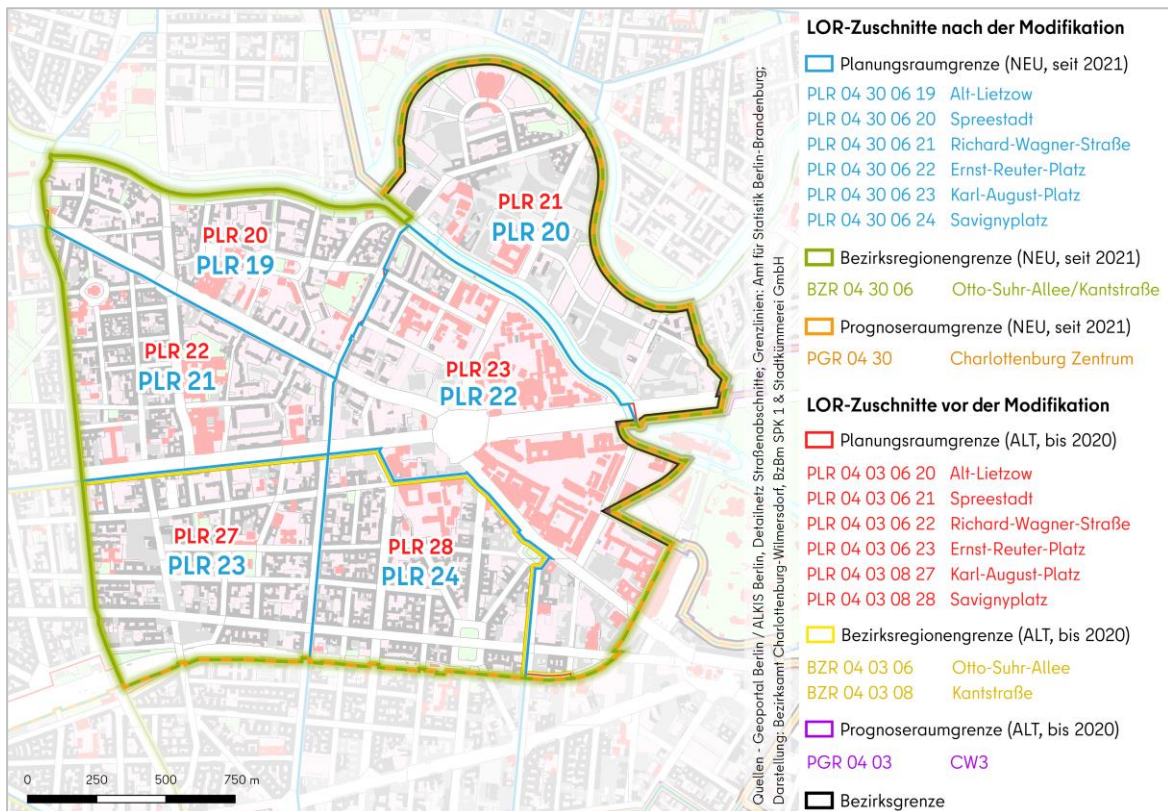 PLR 21
PLR 20
PLR 20
PLR 19
PLR 22
PLR 21
PLR 23
PLR 22
PLR 27
PLR 23
PLR 28
PLR 24
0 250 500 750 m
Quellen - Geoportal Berlin / ALKIS Berlin, Detailnetz Straßenabschnitte; Grenzlinien: Amt für Statistik Berlin-Brandenburg;
Darstellung: Bezirksamt Charlottenburg-Wilmersdorf, BzBm SPK 1 & Stadtkümmerei GmbH
LOR-Zuschnitte nach der Modifikation
Planungsraumgrenze (NEU, seit 2021)
PLR 04 30 06 19 Alt-Lietzow
PLR 04 30 06 20 Spreestadt
PLR 04 30 06 21 Richard-Wagner-Straße
PLR 04 30 06 22 Ernst-Reuter-Platz
PLR 04 30 06 23 Karl-August-Platz
PLR 04 30 06 24 Savignyplatz
Bezirksregionengrenze (NEU, seit 2021)
BZR 04 30 06 Otto-Suhr-Allee/Kantstraße
Prognoseraumgrenze (NEU, seit 2021)
PGR 04 30 Charlottenburg Zentrum
LOR-Zuschnitte vor der Modifikation
Planungsraumgrenze (ALT, bis 2020)
PLR 04 03 06 20 Alt-Lietzow
PLR 04 03 06 21 Spreestadt
PLR 04 03 06 22 Richard-Wagner-Straße
PLR 04 03 06 23 Ernst-Reuter-Platz
PLR 04 03 08 27 Karl-August-Platz
PLR 04 03 08 28 Savignyplatz
Bezirksregionengrenze (ALT, bis 2020)
BZR 04 03 06 Otto-Suhr-Allee
BZR 04 03 08 Kantstraße
Prognoseraumgrenze (ALT, bis 2020)
PGR 04 03 CW3
Bezirksgrenze